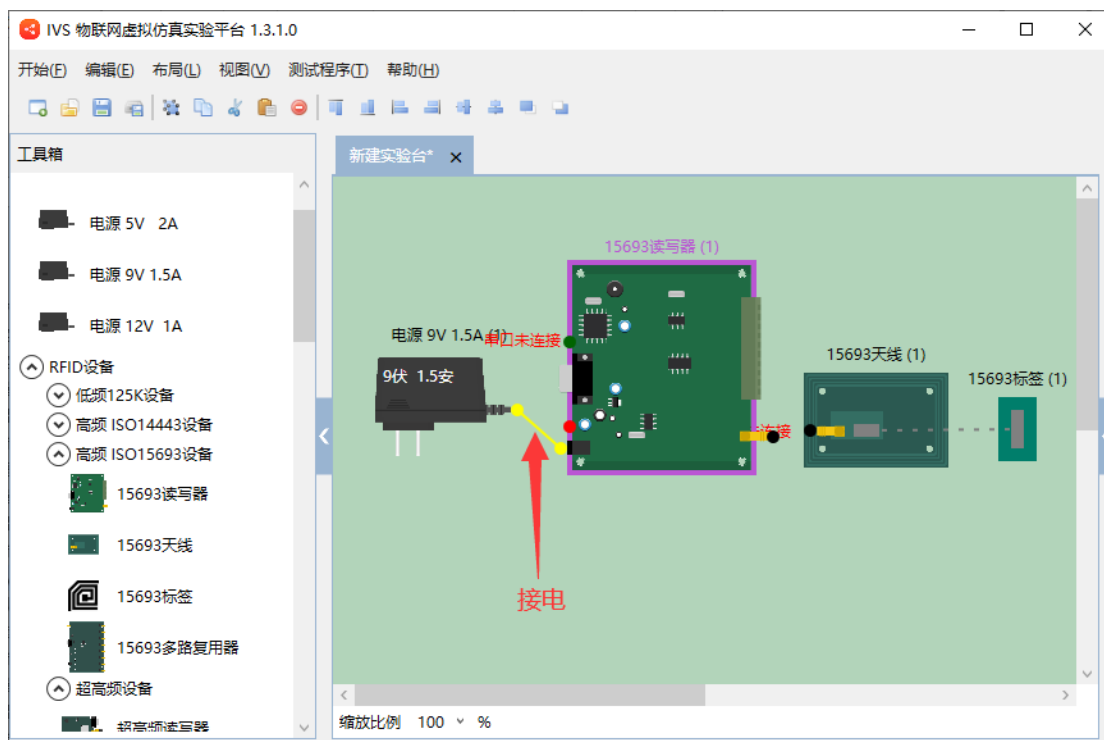 IVS 物联网虚拟仿真实验平台 1.3.1.0
开始(F) 编辑(E) 布局(L) 视图(V) 测试程序(T) 帮助(H)
工具箱
电源 5V 2A
电源 9V 1.5A
电源 12V 1A
RFID设备
低频125K设备
高频 ISO14443设备
高频 ISO15693设备
15693读写器
15693天线
15693标签
15693多路复用器
超高频设备
超高频读写器
新建实验台*
15693读写器 (1)
电源 9V 1.5A (1)
串口未连接
9伏 1.5安
15693天线 (1)
15693标签 (1)
连接
接电
缩放比例 100 %